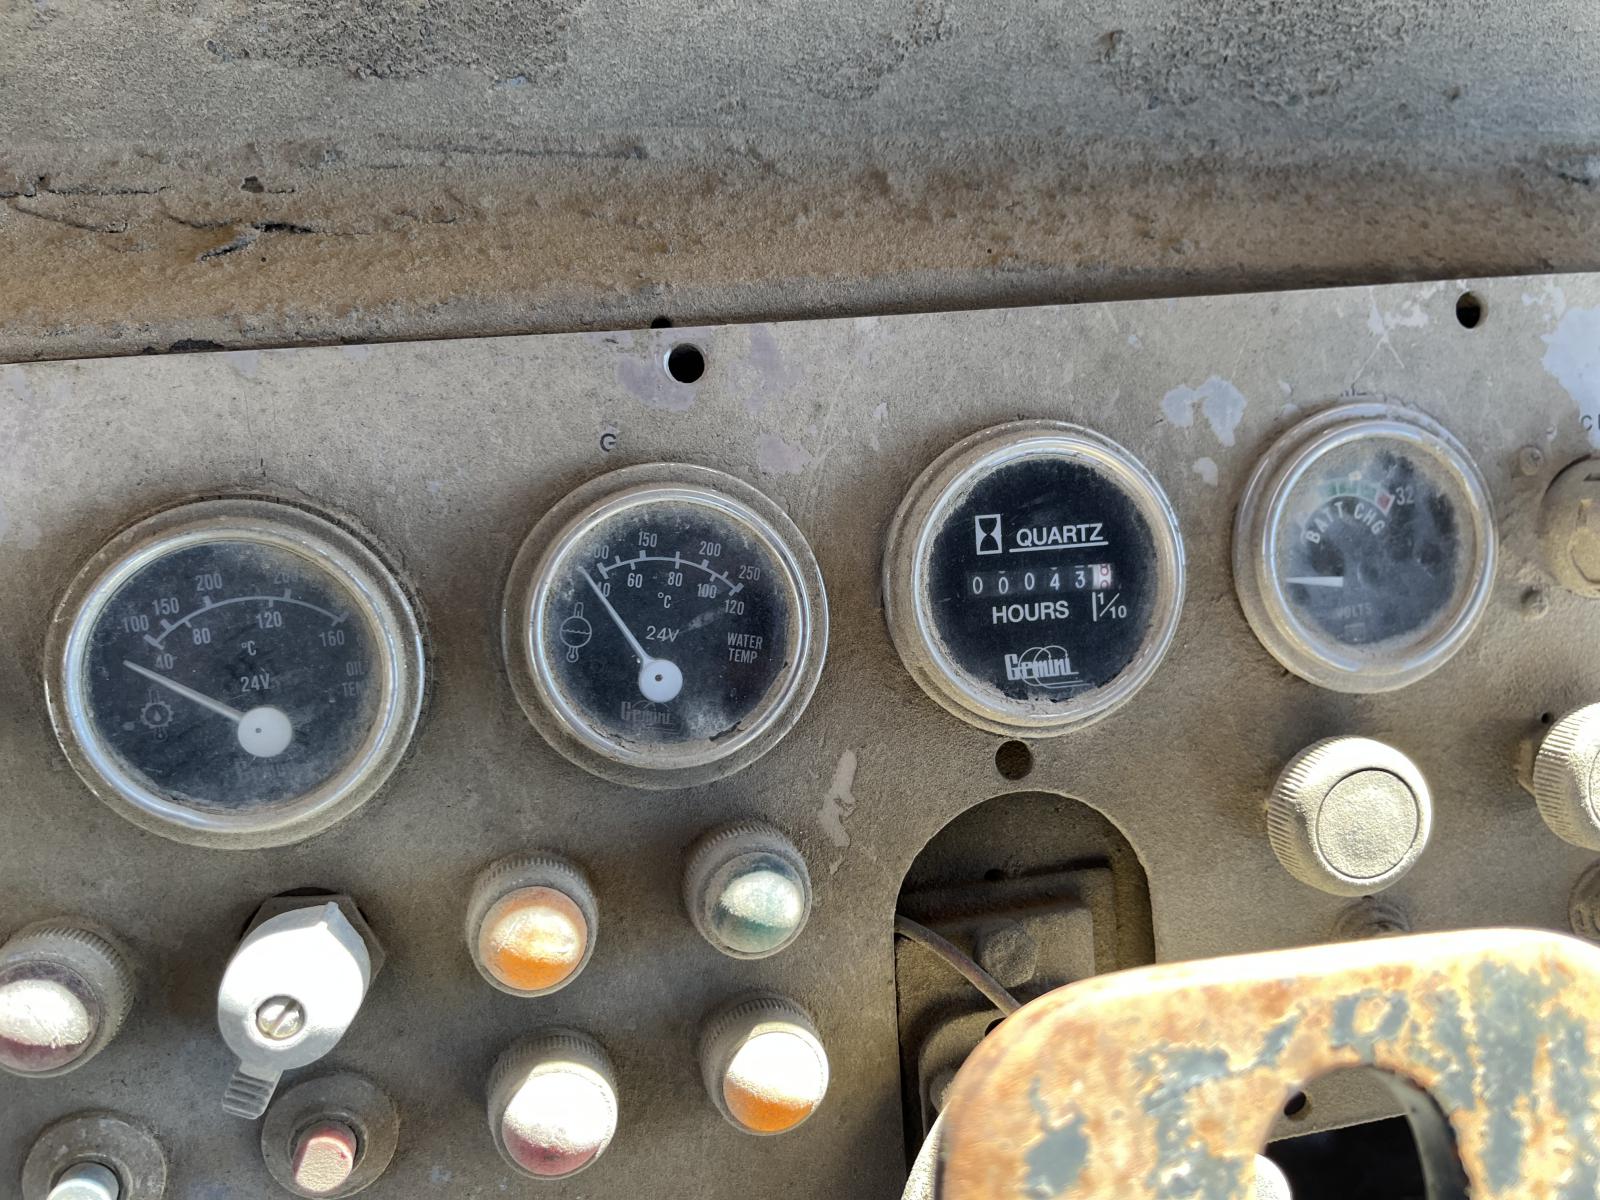 G
100 150 200
40 80 120 160
°C
24V
OIL
150 200 250
60 80 100 120
°C
24V
WATER
TEMP
Gemini
QUARTZ
0 0 0 4 3
HOURS 1/10
Gemini
32
BATT CHG
VOLTS